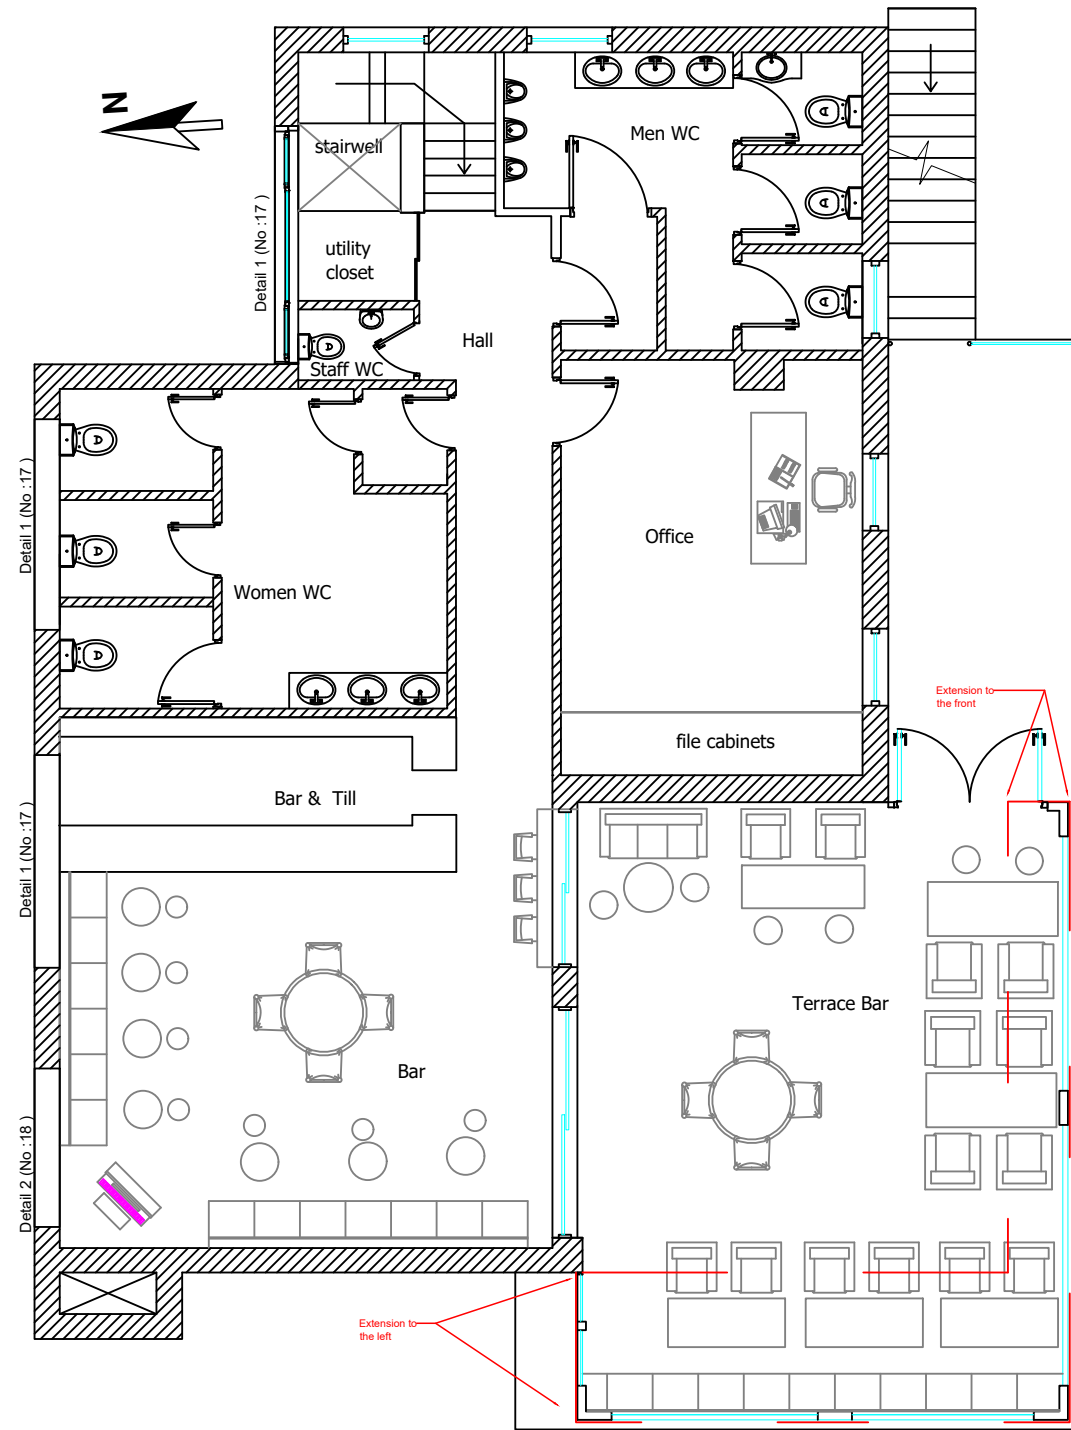 N
stairwell
Men WC
Detail 1 (No :17 )
utility
closet
Hall
Staff WC
Detail 1 (No :17 )
Office
Women WC
Extension to
the front
file cabinets
Bar &  Till
Detail 1 (No :17 )
Terrace Bar
Bar
Detail 2 (No :18 )
Extension to
the left